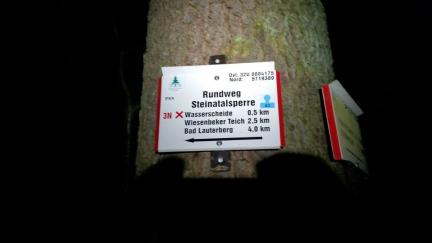 Ost: 32U 0604175
Nord: 5719389
Rundweg
Steinatalsperre
3N X Wasserscheide 0,5 km
Wiesenbeker Teich 2,5 km
Bad Lauterberg 4,0 km